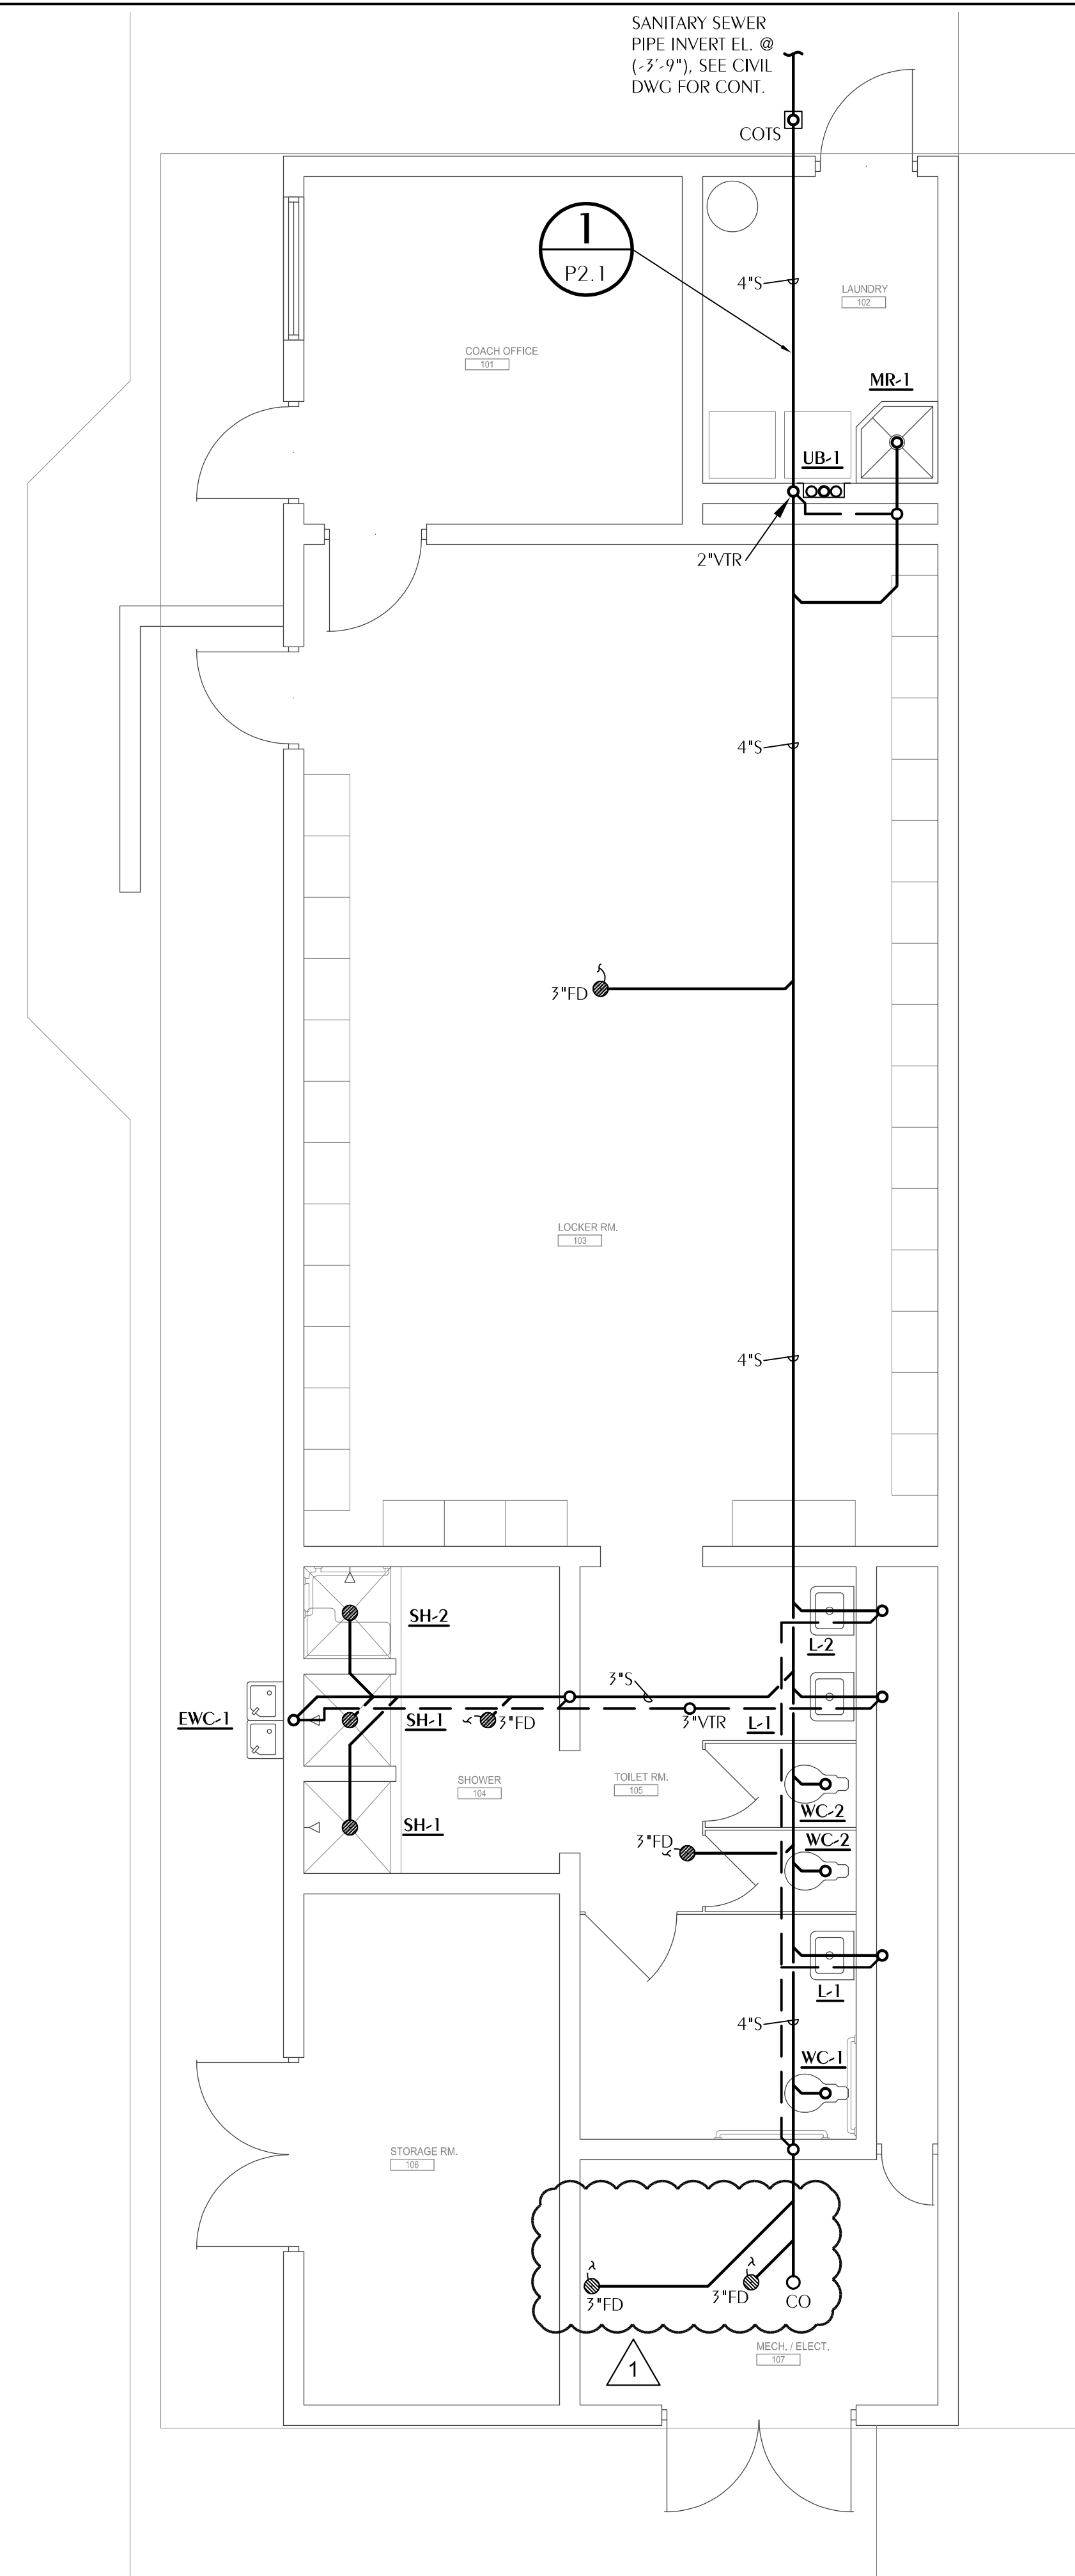 SANITARY SEWER
PIPE INVERT EL. @
(-3'-9"), SEE CIVIL
DWG FOR CONT.
COTS
1
P2.1
4"S
LAUNDRY
102
COACH OFFICE
101
MR-1
UB-1
2"VTR
4"S
3"FD
LOCKER RM.
103
4"S
SH-2
L-2
3"S
EWC-1
SH-1
3"FD
3"VTR
L-1
SHOWER
104
TOILET RM.
105
WC-2
SH-1
3"FD
WC-2
L-1
4"S
WC-1
STORAGE RM.
106
3"FD
3"FD
CO
1
MECH. / ELECT.
107